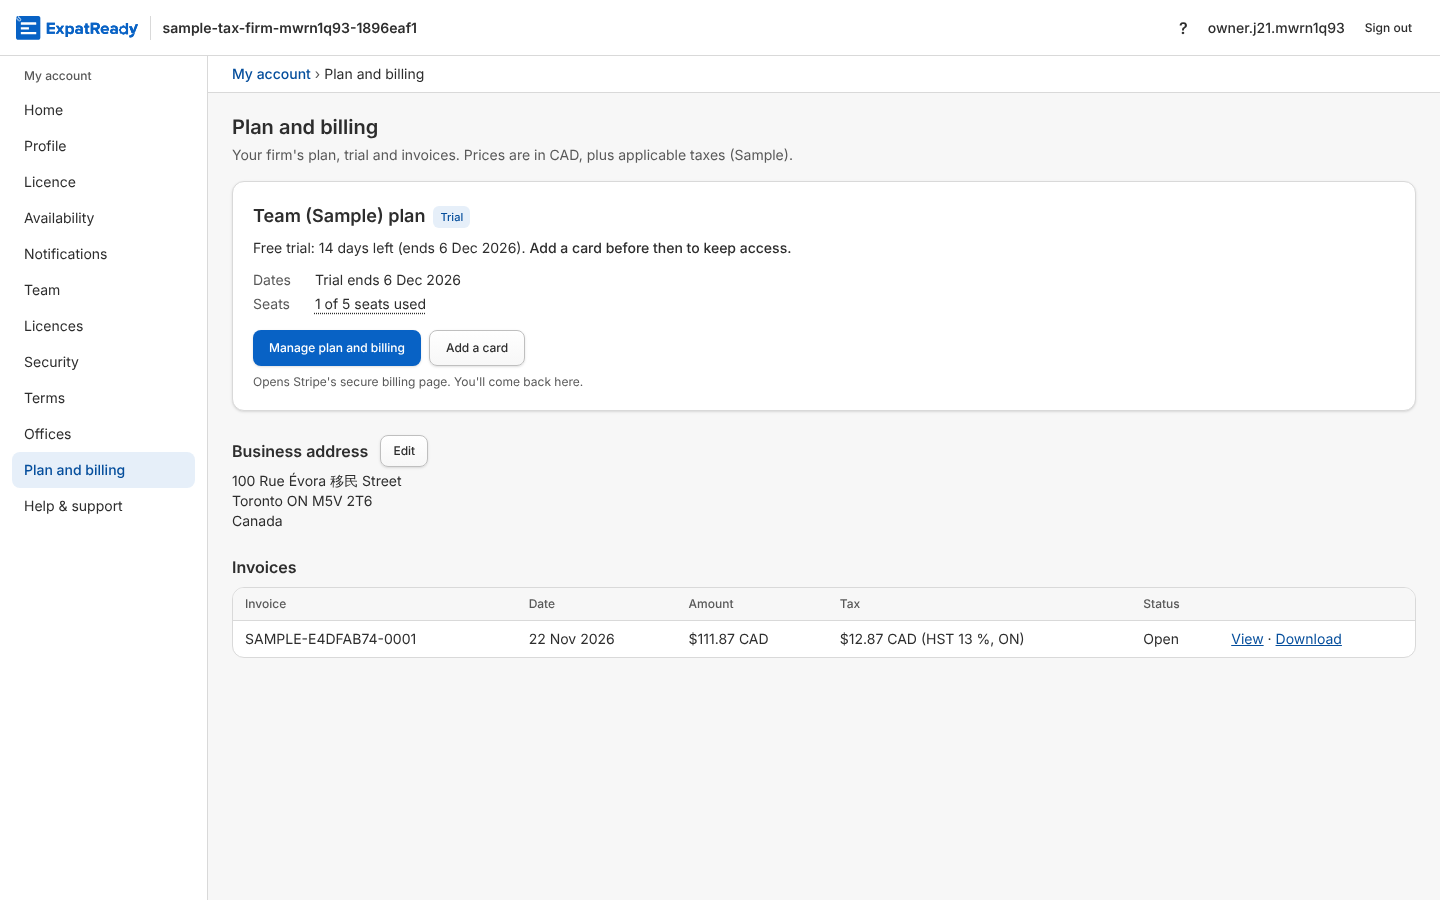 ExpatReady
sample-tax-firm-mwrn1q93-1896eaf1
? owner.j21.mwrn1q93 Sign out
My account
Home
Profile
Licence
Availability
Notifications
Team
Licences
Security
Terms
Offices
Plan and billing
Help & support
My account › Plan and billing
Plan and billing
Your firm's plan, trial and invoices. Prices are in CAD, plus applicable taxes (Sample).
Team (Sample) plan Trial
Free trial: 14 days left (ends 6 Dec 2026). Add a card before then to keep access.
Dates Trial ends 6 Dec 2026
Seats 1 of 5 seats used
Manage plan and billing Add a card
Opens Stripe's secure billing page. You'll come back here.
Business address Edit
100 Rue Évora 移民 Street
Toronto ON M5V 2T6
Canada
Invoices
Invoice Date Amount Tax Status
SAMPLE-E4DFAB74-0001 22 Nov 2026 $111.87 CAD $12.87 CAD (HST 13 %, ON) Open View · Download